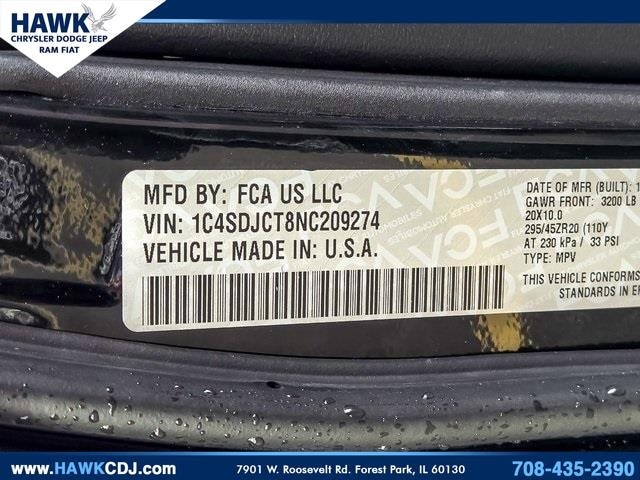 HAWK
CHRYSLER DODGE JEEP
RAM FIAT
MFD BY: FCA US LLC
VIN: 1C4SDJCT8NC209274
VEHICLE MADE IN: U.S.A.
DATE OF MFR (BUILT): 1
GAWR FRONT: 3200 LB
20X10.0
295/45ZR20 (110Y
AT 230 kPa / 33 PSI
TYPE: MPV
THIS VEHICLE CONFORMS
STANDARDS IN EF
www.HAWKCDJ.com
7901 W. Roosevelt Rd. Forest Park, IL 60130
708-435-2390